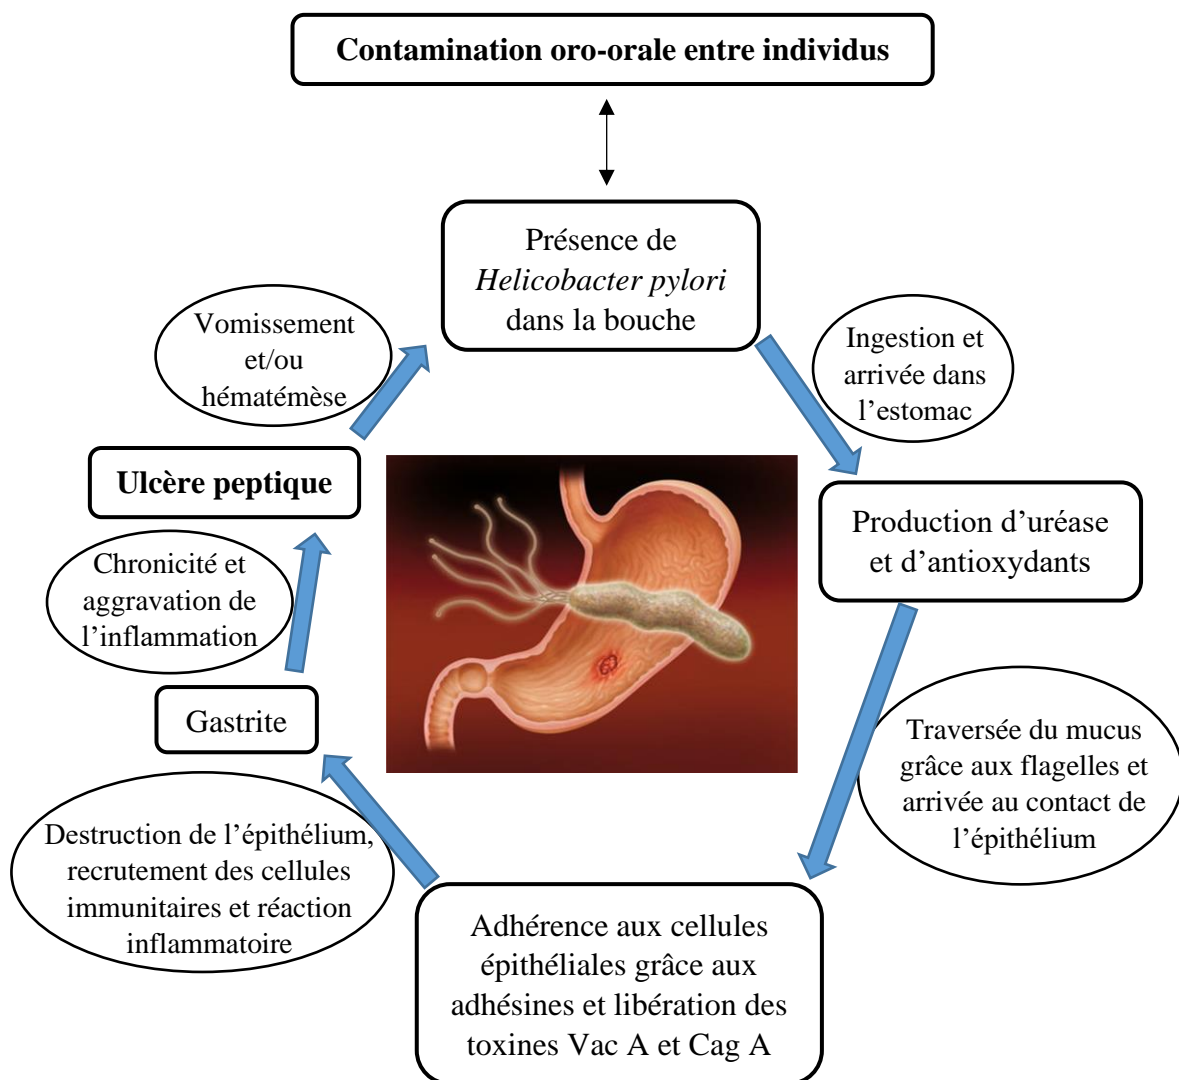 Contamination oro-orale entre individus
Présence de
Helicobacter pylori
dans la bouche
Ingestion et
arrivée dans
l’estomac
Production d’uréase
et d’antioxydants
Traversée du mucus
grâce aux flagelles et
arrivée au contact de
l’épithélium
Adhérence aux cellules
épithéliales grâce aux
adhésines et libération des
toxines Vac A et Cag A
Destruction de l’épithélium,
recrutement des cellules
immunitaires et réaction
inflammatoire
Gastrite
Chronicité et
aggravation de
l’inflammation
Ulcère peptique
Vomissement
et/ou
hématémèse